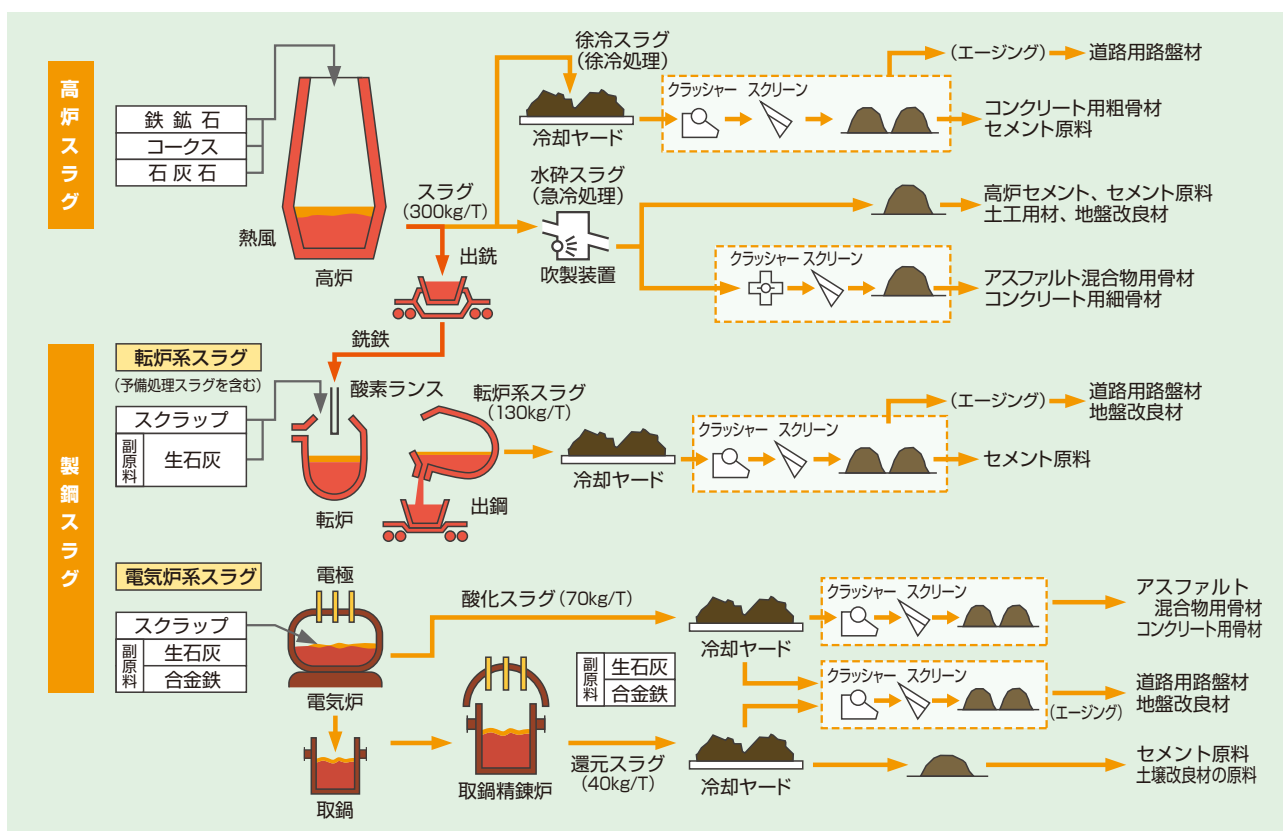 高炉スラグ
鉄鉱石
コークス
石灰石
熱風
高炉
スラグ
(300kg/T)
出銑
徐冷スラグ
(徐冷処理)
冷却ヤード
クラッシャー スクリーン
(エージング)
道路用路盤材
コンクリート用粗骨材
セメント原料
水砕スラグ
(急冷処理)
吹製装置
高炉セメント、セメント原料
土工用材、地盤改良材
クラッシャー スクリーン
アスファルト混合物用骨材
コンクリート用細骨材
製鋼スラグ
転炉系スラグ
(予備処理スラグを含む)
スクラップ
副原料
生石灰
銑鉄
酸素ランス
転炉
転炉系スラグ
(130kg/T)
出鋼
冷却ヤード
クラッシャー スクリーン
(エージング)
道路用路盤材
地盤改良材
セメント原料
電気炉系スラグ
スクラップ
副原料
生石灰
合金鉄
電極
電気炉
取鍋
酸化スラグ(70kg/T)
冷却ヤード
クラッシャー スクリーン
アスファルト
混合物用骨材
コンクリート用骨材
副原料
生石灰
合金鉄
取鍋精錬炉
還元スラグ
(40kg/T)
冷却ヤード
クラッシャー スクリーン
(エージング)
道路用路盤材
地盤改良材
セメント原料
土壌改良材の原料